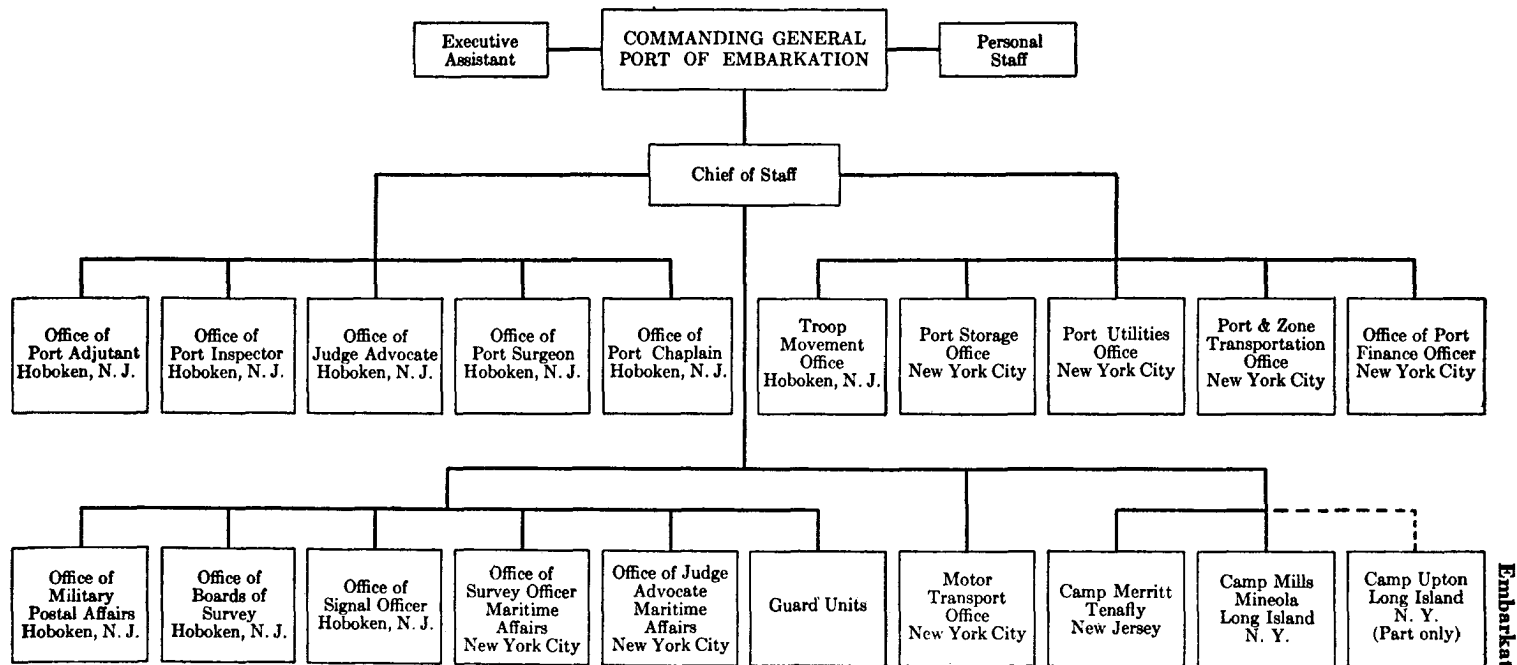 Executive
Assistant
COMMANDING GENERAL
PORT OF EMBARKATION
Personal
Staff
Chief of Staff
Office of
Port Adjutant
Hoboken, N. J.
Office of
Port Inspector
Hoboken, N. J.
Office of
Judge Advocate
Hoboken, N. J.
Office of
Port Surgeon
Hoboken, N. J.
Office of
Port Chaplain
Hoboken, N. J.
Troop
Movement
Office
Hoboken, N. J.
Port Storage
Office
New York City
Port Utilities
Office
New York City
Port & Zone
Transportation
Office
New York City
Office of Port
Finance Officer
New York City
Office of
Military
Postal Affairs
Hoboken, N. J.
Office of
Boards of
Survey
Hoboken, N. J.
Office of
Signal Officer
Hoboken, N. J.
Office of
Survey Officer
Maritime
Affairs
New York City
Office of Judge
Advocate
Maritime
Affairs
New York City
Guard Units
Motor
Transport
Office
New York City
Camp Merritt
Tenafly
New Jersey
Camp Mills
Mineola
Long Island
N. Y.
Camp Upton
Long Island
N. Y.
(Part only)
Embarkat